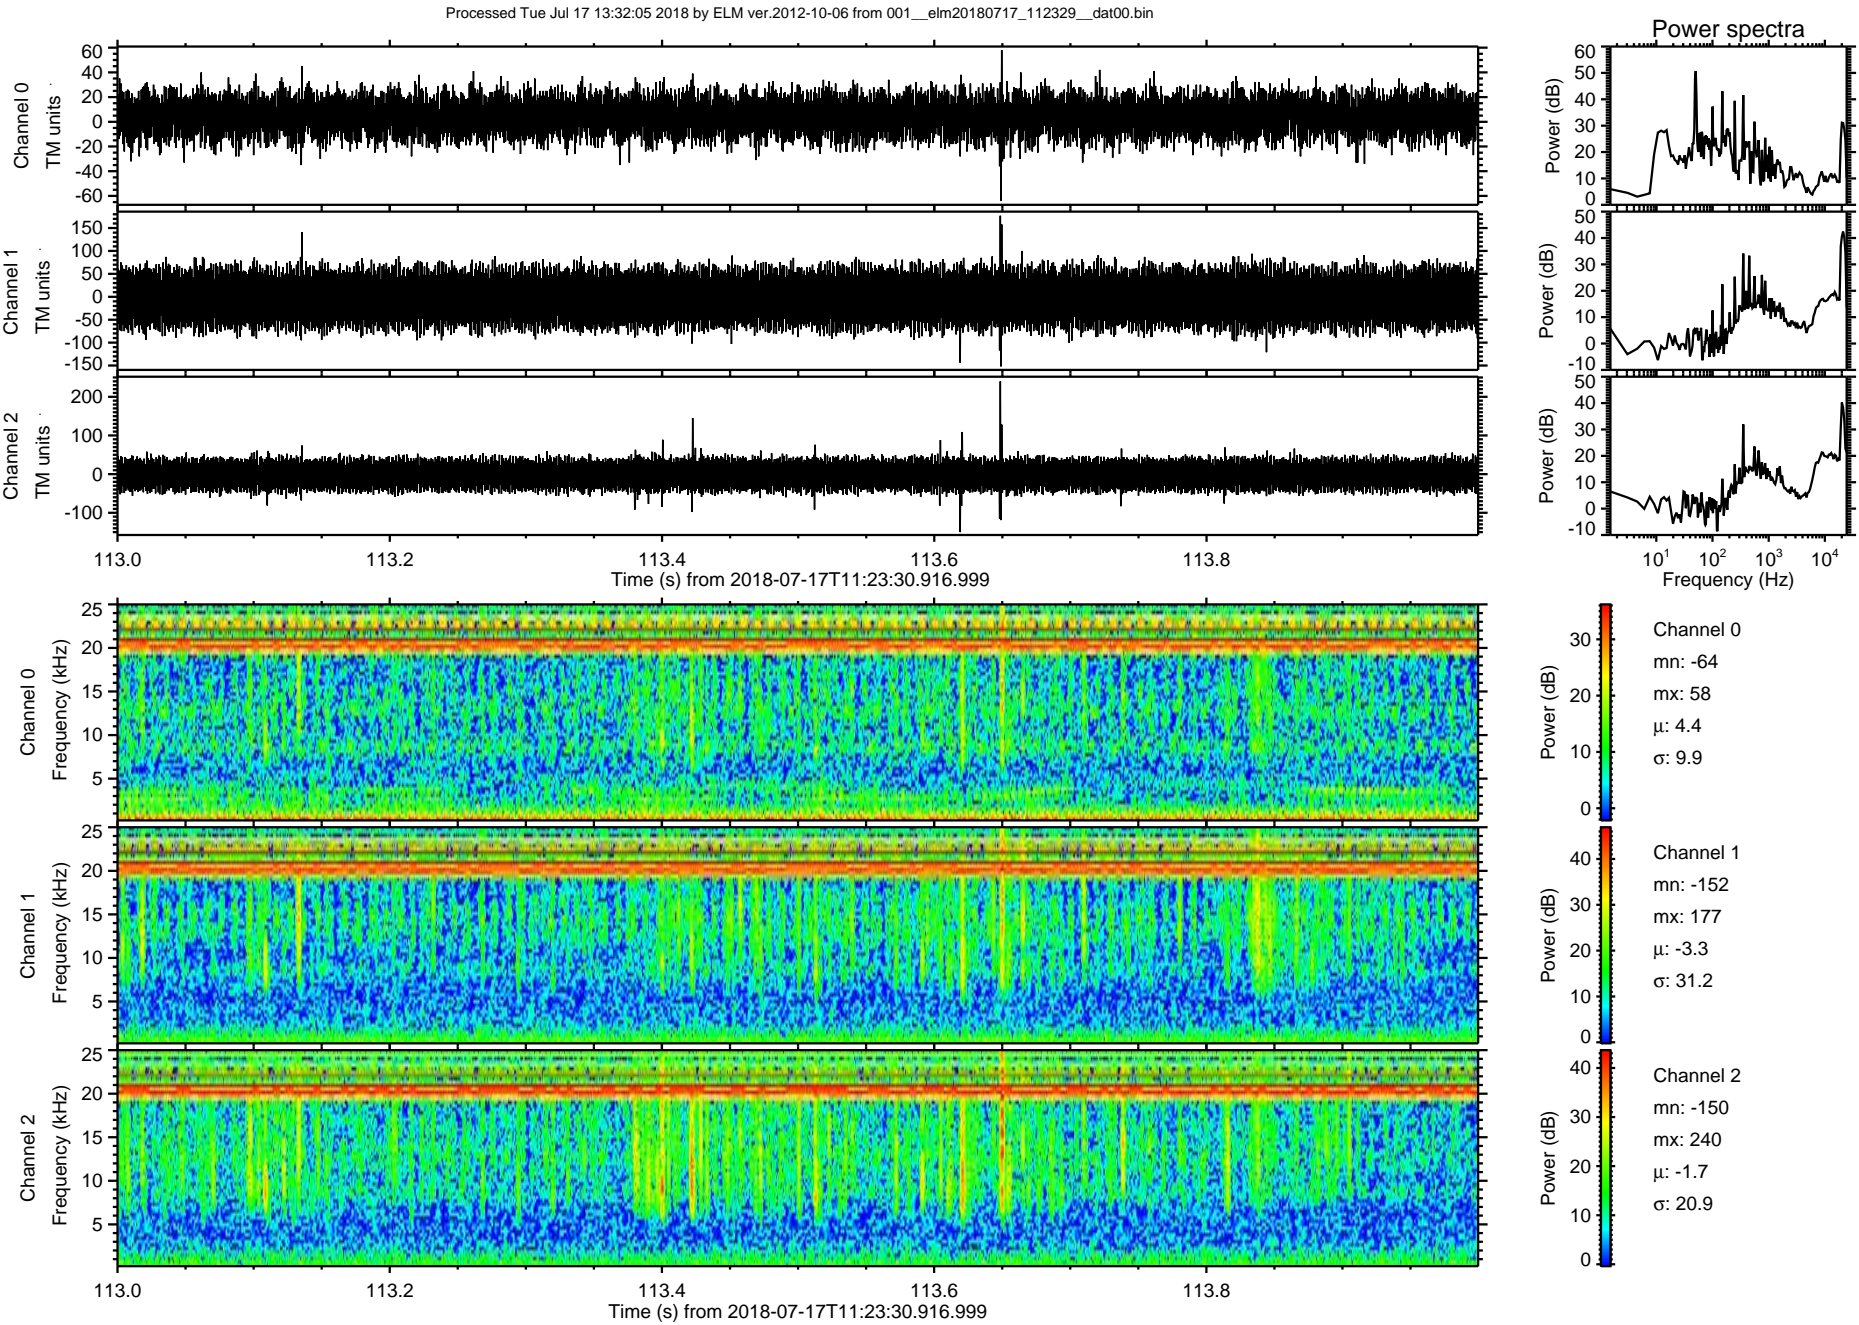 Processed Tue Jul 17 13:32:05 2018 by ELM ver.2012-10-06 from 001__elm20180717_112329__dat00.bin
Power spectra
Channel 0
TM units
60
40
20
0
-20
-40
-60
Power (dB)
60
50
40
30
20
10
0
Channel 1
TM units
150
100
50
0
-50
-100
-150
Power (dB)
50
40
30
20
10
0
-10
Channel 2
TM units
200
100
0
-100
Power (dB)
50
40
30
20
10
0
-10
113.0 113.2 113.4 113.6 113.8
Time (s) from 2018-07-17T11:23:30.916.999
10^1 10^2 10^3 10^4
Frequency (Hz)
Channel 0
Frequency (kHz)
25
20
15
10
5
Power (dB)
30
20
10
0
Channel 0
mn: -64
mx: 58
μ: 4.4
σ: 9.9
Channel 1
Frequency (kHz)
25
20
15
10
5
Power (dB)
40
30
20
10
0
Channel 1
mn: -152
mx: 177
μ: -3.3
σ: 31.2
Channel 2
Frequency (kHz)
25
20
15
10
5
Power (dB)
40
30
20
10
0
Channel 2
mn: -150
mx: 240
μ: -1.7
σ: 20.9
113.0 113.2 113.4 113.6 113.8
Time (s) from 2018-07-17T11:23:30.916.999